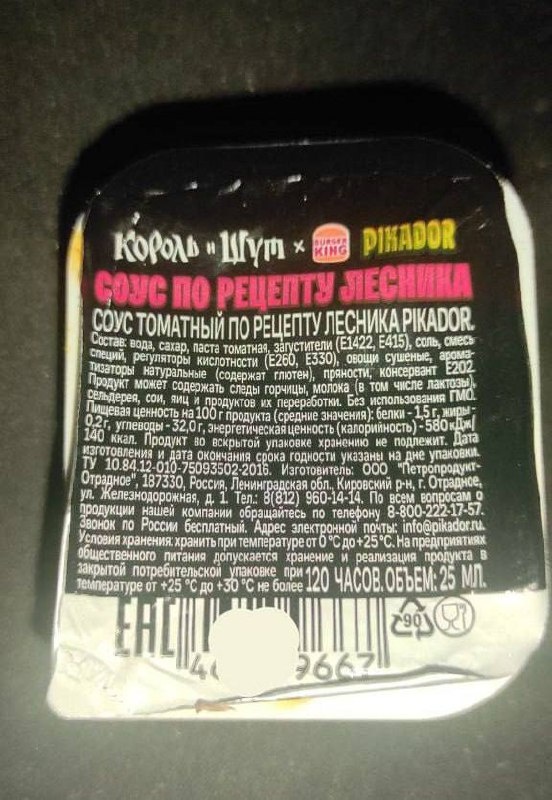 Король и Шут × BURGER KING PIKADOR
СОУС ПО РЕЦЕПТУ ЛЕСНИКА
СОУС ТОМАТНЫЙ ПО РЕЦЕПТУ ЛЕСНИКА PIKADOR.
Состав: вода, сахар, паста томатная, загустители (Е1422, Е415), соль, смесь
специй, регуляторы кислотности (Е260, Е330), овощи сушеные, арома-
тизаторы натуральные (содержат глютен), пряности, консервант Е202.
Продукт может содержать следы горчицы, молока (в том числе лактозы),
сельдерея, сои, яиц и продуктов их переработки. Без использования ГМО.
Пищевая ценность на 100 г продукта (средние значения): белки - 1,5 г, жиры -
0,2 г, углеводы - 32,0 г, энергетическая ценность (калорийность) - 580 кДж/
140 ккал. Продукт во вскрытой упаковке хранению не подлежит. Дата
изготовления и дата окончания срока годности указаны на дне упаковки.
ТУ 10.84.12-010-75093502-2016. Изготовитель: ООО "Петропродукт-
Отрадное", 187330, Россия, Ленинградская обл., Кировский р-н, г. Отрадное,
ул. Железнодорожная, д. 1. Тел.: 8(812) 960-14-14. По всем вопросам о
продукции нашей компании обращайтесь по телефону 8-800-222-17-57.
Звонок по России бесплатный. Адрес электронной почты: info@pikador.ru.
Условия хранения: хранить при температуре от 0 °C до +25 °C. На предприятиях
общественного питания допускается хранение и реализация продукта в
закрытой потребительской упаковке при
температуре от +25 °C до +30 °C не более 120 ЧАСОВ. ОБЪЕМ: 25 МЛ.
EAC
46 9667
90